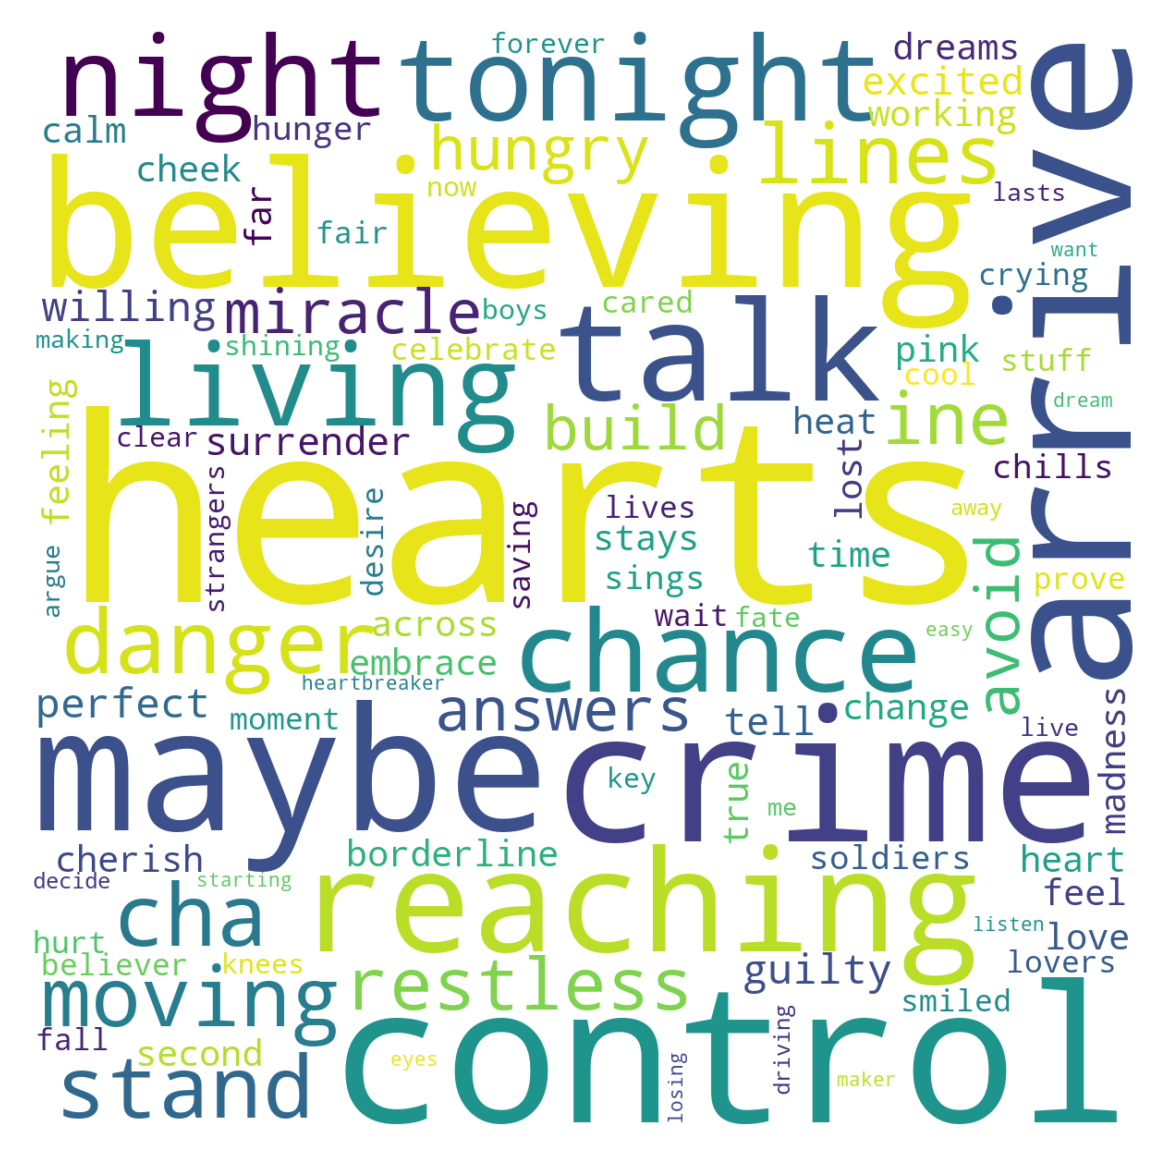 forever
dreams
night
tonight
arrive
excited
working
calm
hunger
hungry
lines
cheek
now
lasts
believing
far
fair
want
crying
willing
miracle
boys
cared
talk
making
shining
celebrate
pink
stuff
living
cool
dream
feeling
clear
surrender
build
heat
ine
lost
chills
hearts
strangers
desire
saving
lives
away
stays
time
avoid
argue
sings
prove
danger
across
wait
fate
easy
chance
embrace
heartbreaker
perfect
moment
answers
tell
change
live
madness
maybe
crime
key
true
me
cherish
borderline
soldiers
heart
decide
starting
reaching
feel
cha
listen
love
hurt
believer
knees
restless
guilty
lovers
moving
smiled
fall
second
control
driving
stand
eyes
losing
maker